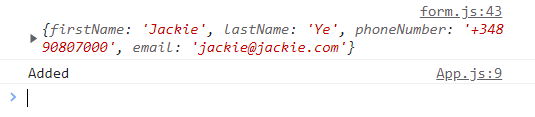 form.js:43
{firstName: 'Jackie', lastName: 'Ye', phoneNumber: '+348
90807000', email: 'jackie@jackie.com'}
Added App.js:9